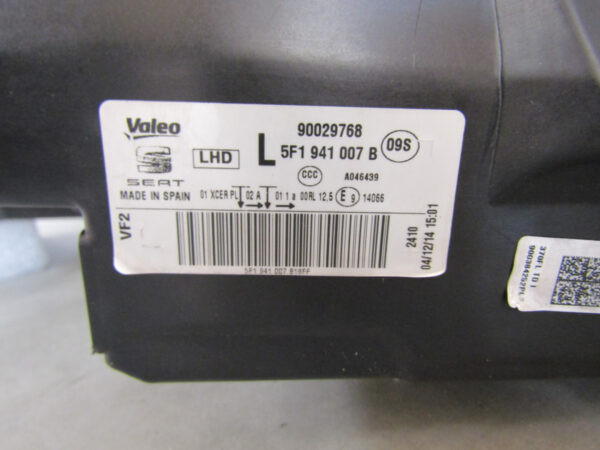 Valeo
90029768
SEAT
LHD
L 5F1 941 007 B
09S
CCC
A046439
MADE IN SPAIN
01 XCER PL 02 A 01 1 a 00RL 12.5 E9 14066
VF2
5F1 941 007 B
2410
04/12/14 15:01